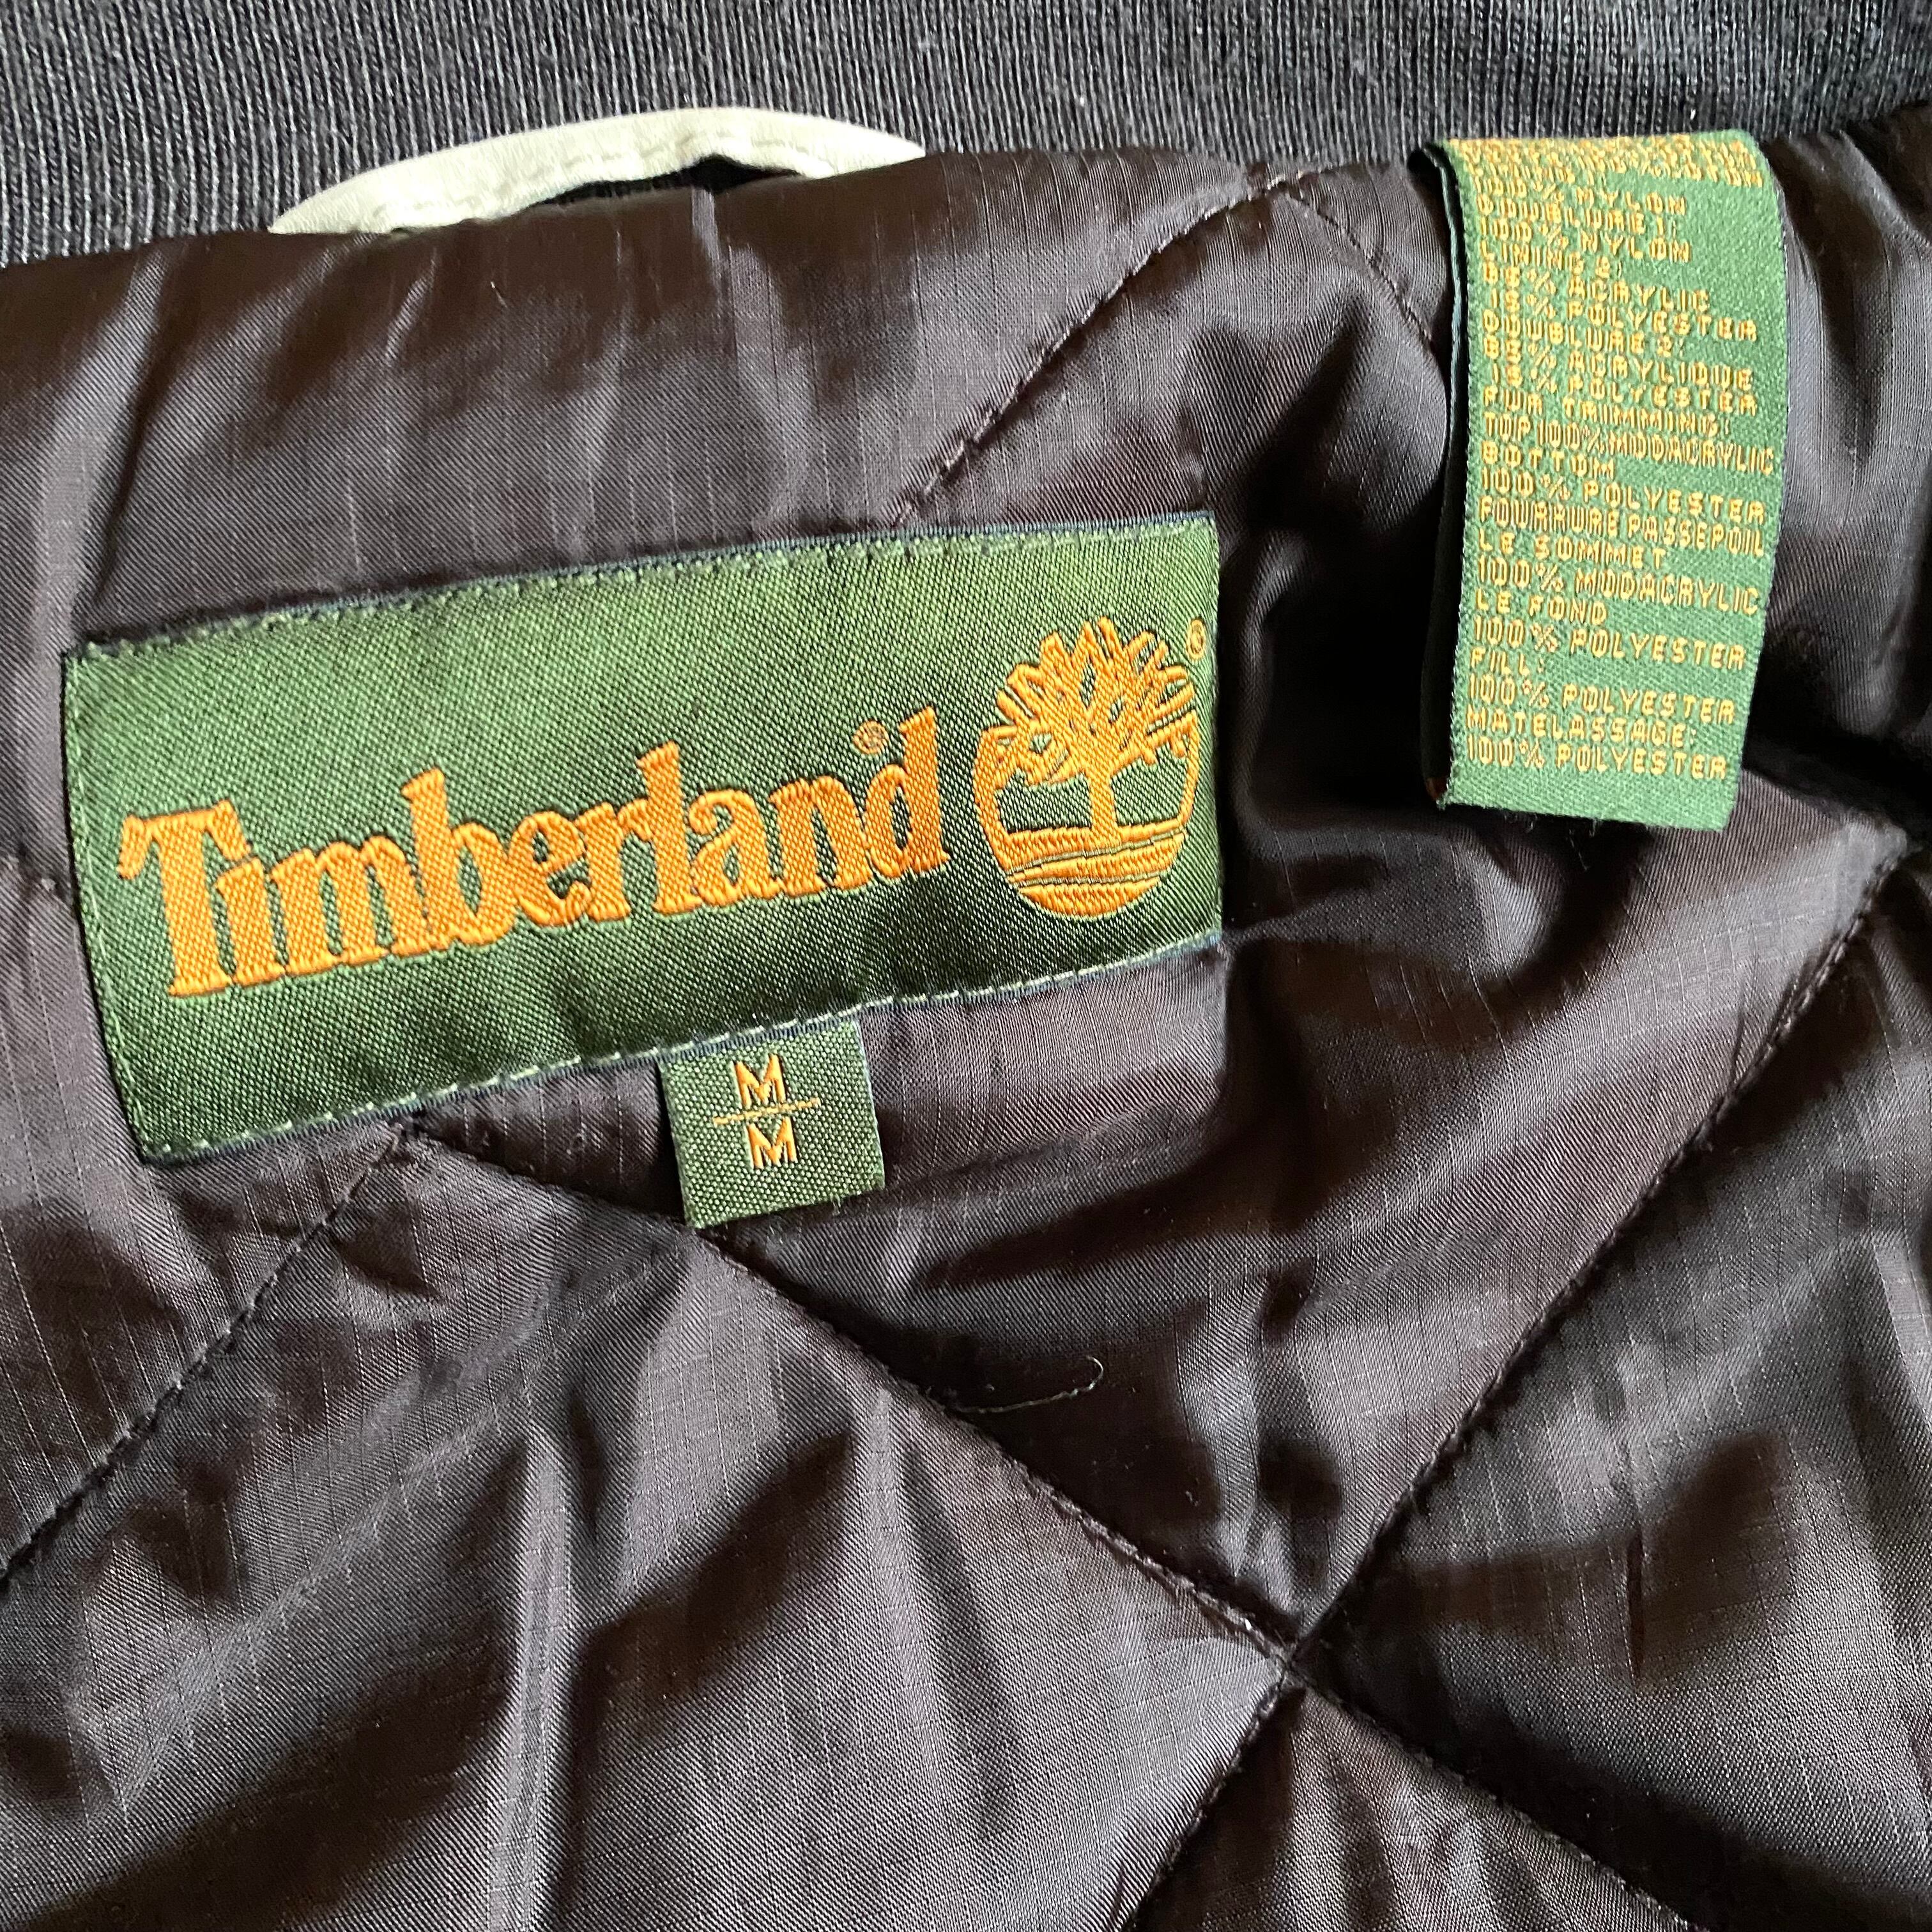 Timberland®
®
M
M
100% NYLON
DOUBLURE 1:
100% NYLON
LINING 2:
85% ACRYLIC
15% POLYESTER
DOUBLURE 2:
85% ACRYLIQUE
15% POLYESTER
FUR TRIMMING:
TOP 100% MODACRYLIC
BOTTOM
100% POLYESTER
FOURRURE PASSEPOIL
LE SOMMET
100% MODACRYLIC
LE FOND
100% POLYESTER
FILL:
100% POLYESTER
MATELASSAGE:
100% POLYESTER